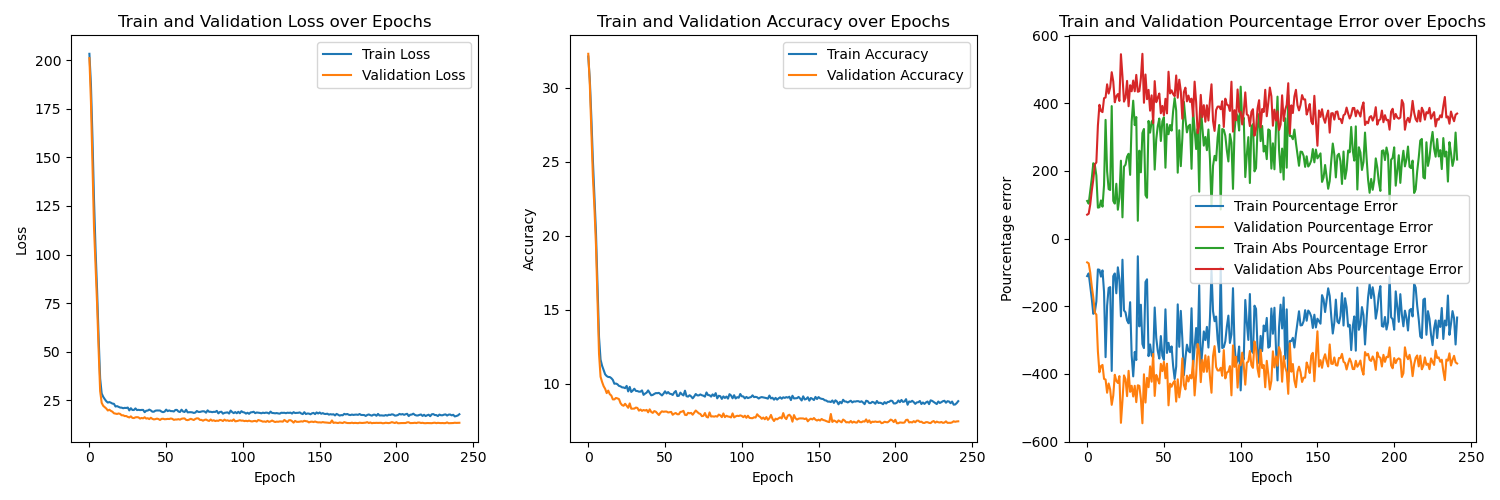 Train and Validation Loss over Epochs
200
175
150
125
100
75
50
25
Loss
0
50
100
150
200
250
Epoch
Train Loss
Validation Loss
Train and Validation Accuracy over Epochs
30
25
20
15
10
Accuracy
0
50
100
150
200
250
Epoch
Train Accuracy
Validation Accuracy
Train and Validation Pourcentage Error over Epochs
600
400
200
0
−200
−400
−600
Pourcentage error
0
50
100
150
200
250
Epoch
Train Pourcentage Error
Validation Pourcentage Error
Train Abs Pourcentage Error
Validation Abs Pourcentage Error